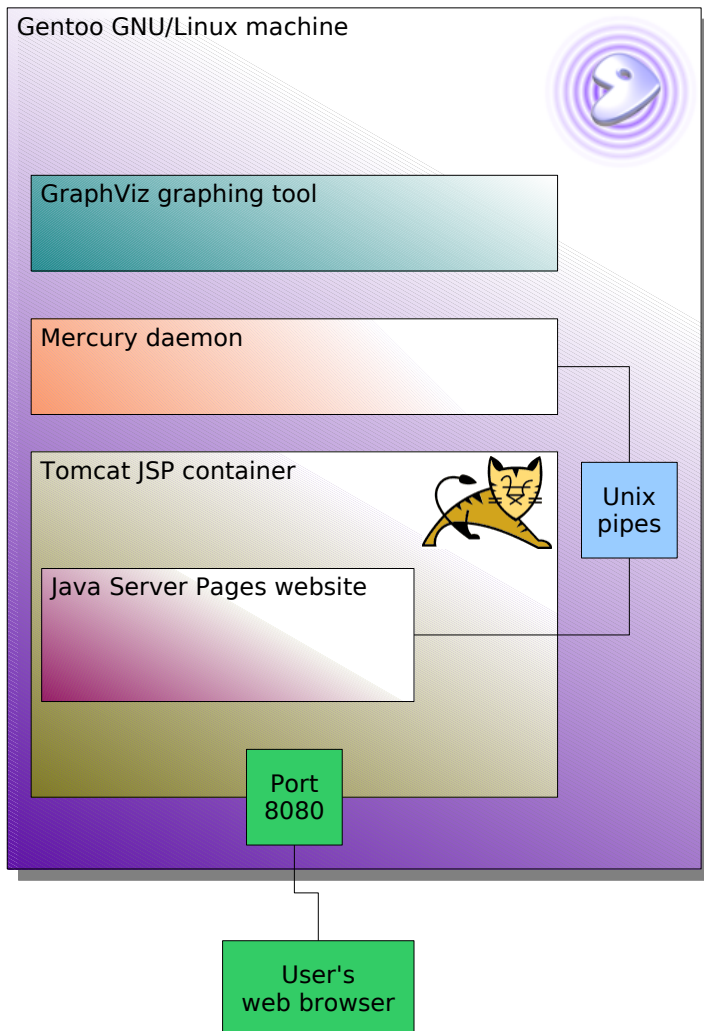 Gentoo GNU/Linux machine
GraphViz graphing tool
Mercury daemon
Tomcat JSP container
Unix
pipes
Java Server Pages website
Port
8080
User's
web browser